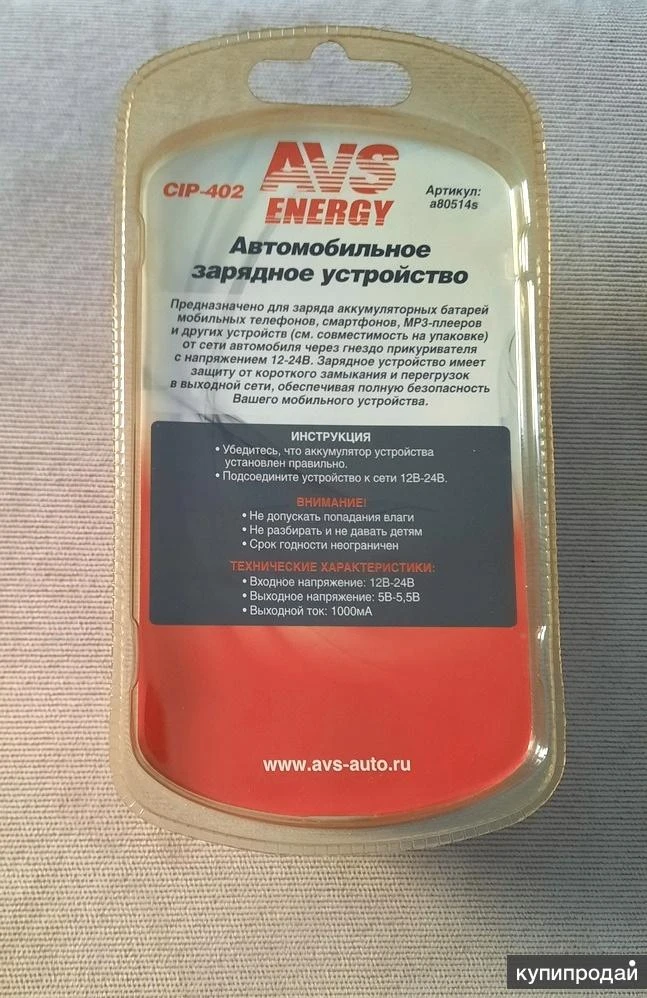 AVS
ENERGY
CIP-402
Артикул:
a80514s
Автомобильное
зарядное устройство
Предназначено для заряда аккумуляторных батарей
мобильных телефонов, смартфонов, МР3-плееров
и других устройств (см. совместимость на упаковке)
от сети автомобиля через гнездо прикуривателя
с напряжением 12-24В. Зарядное устройство имеет
защиту от короткого замыкания и перегрузок
в выходной сети, обеспечивая полную безопасность
Вашего мобильного устройства.
ИНСТРУКЦИЯ
• Убедитесь, что аккумулятор устройства
установлен правильно.
• Подсоедините устройство к сети 12В-24В.
ВНИМАНИЕ!
• Не допускать попадания влаги
• Не разбирать и не давать детям
• Срок годности неограничен
ТЕХНИЧЕСКИЕ ХАРАКТЕРИСТИКИ:
• Входное напряжение: 12В-24В
• Выходное напряжение: 5В-5,5В
• Выходной ток: 1000мА
www.avs-auto.ru
купипродай